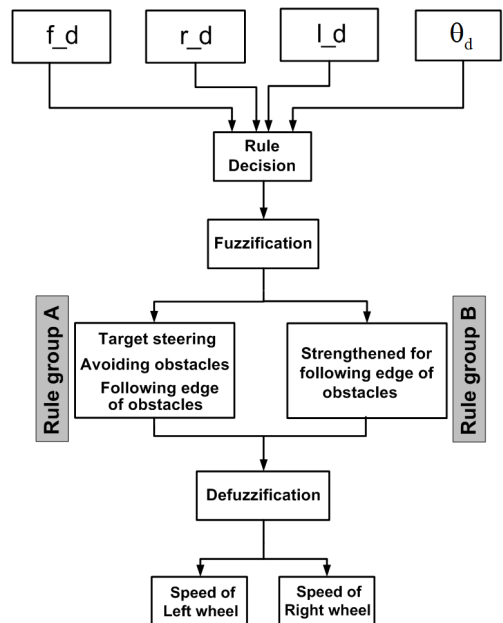 f_d
r_d
l_d
θd
Rule
Decision
Fuzzification
Rule group A
Target steering
Avoiding obstacles
Following edge
of obstacles
Strengthened for
following edge of
obstacles
Rule group B
Defuzzification
Speed of
Left wheel
Speed of
Right wheel